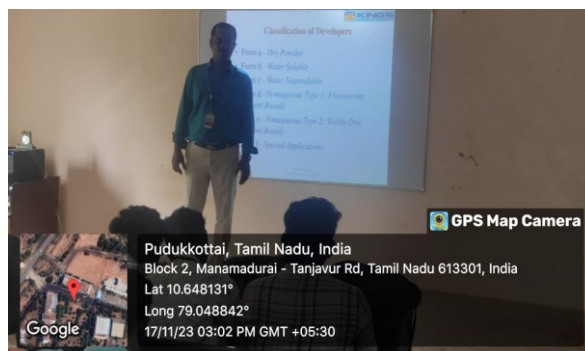 KINGS
Classification of Developers
Form a - Dry Powder
Form b - Water Soluble
Form c - Water Suspendable
d - Nonaqueous Type 1: Fluorescent
Based)
e - Nonaqueous Type 2: Visible Dye
Based)
- Special Applications
GPS Map Camera
Pudukkottai, Tamil Nadu, India
Block 2, Manamadurai - Tanjavur Rd, Tamil Nadu 613301, India
Lat 10.648131°
Long 79.048842°
17/11/23 03:02 PM GMT +05:30
Google